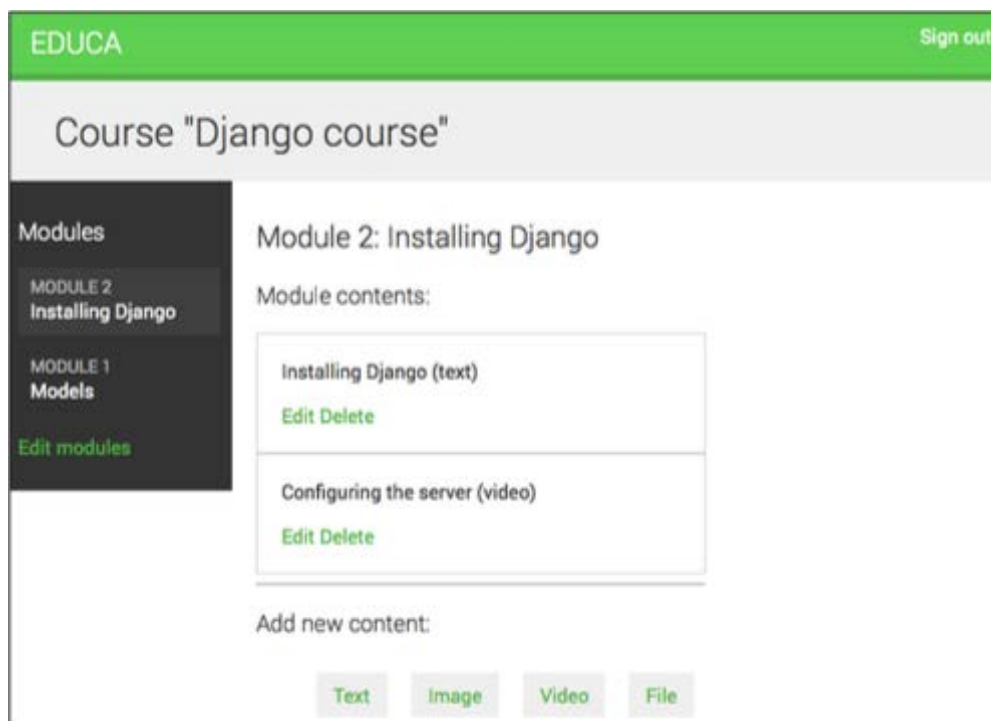 EDUCA
Sign out
Course "Django course"
Modules
MODULE 2
Installing Django
MODULE 1
Models
Edit modules
Module 2: Installing Django
Module contents:
Installing Django (text)
Edit Delete
Configuring the server (video)
Edit Delete
Add new content:
Text Image Video File